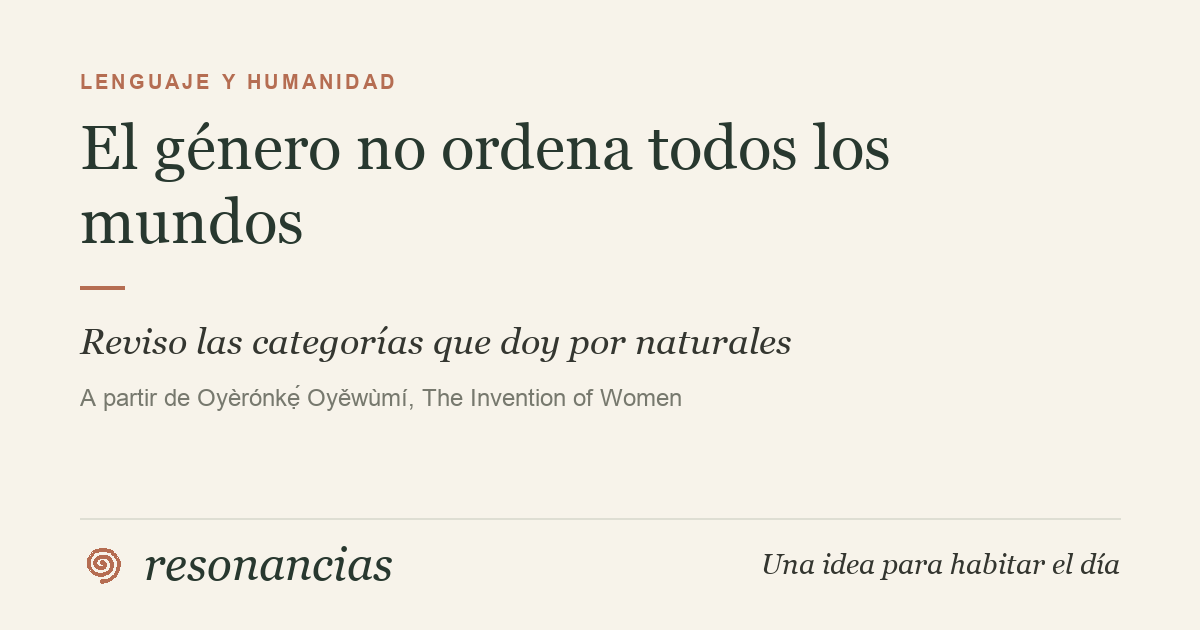 LENGUAJE Y HUMANIDAD
El género no ordena todos los
mundos
Reviso las categorías que doy por naturales
A partir de Oyèrónkẹ́ Oyěwùmí, The Invention of Women
resonancias
Una idea para habitar el día